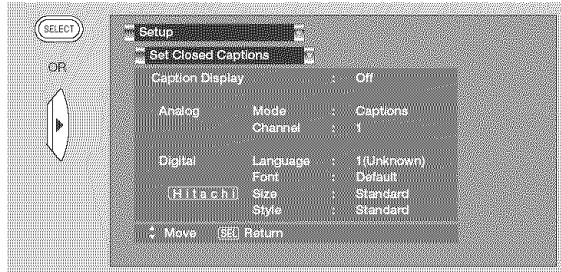 SELECT
OR
Setup
Set Closed Captions
Caption Display : Off
Analog Mode : Captions
Channel : 1
Digital Language : 1(Unknown)
Font : Default
Hitachi Size : Standard
Style : Standard
Move SEL Return